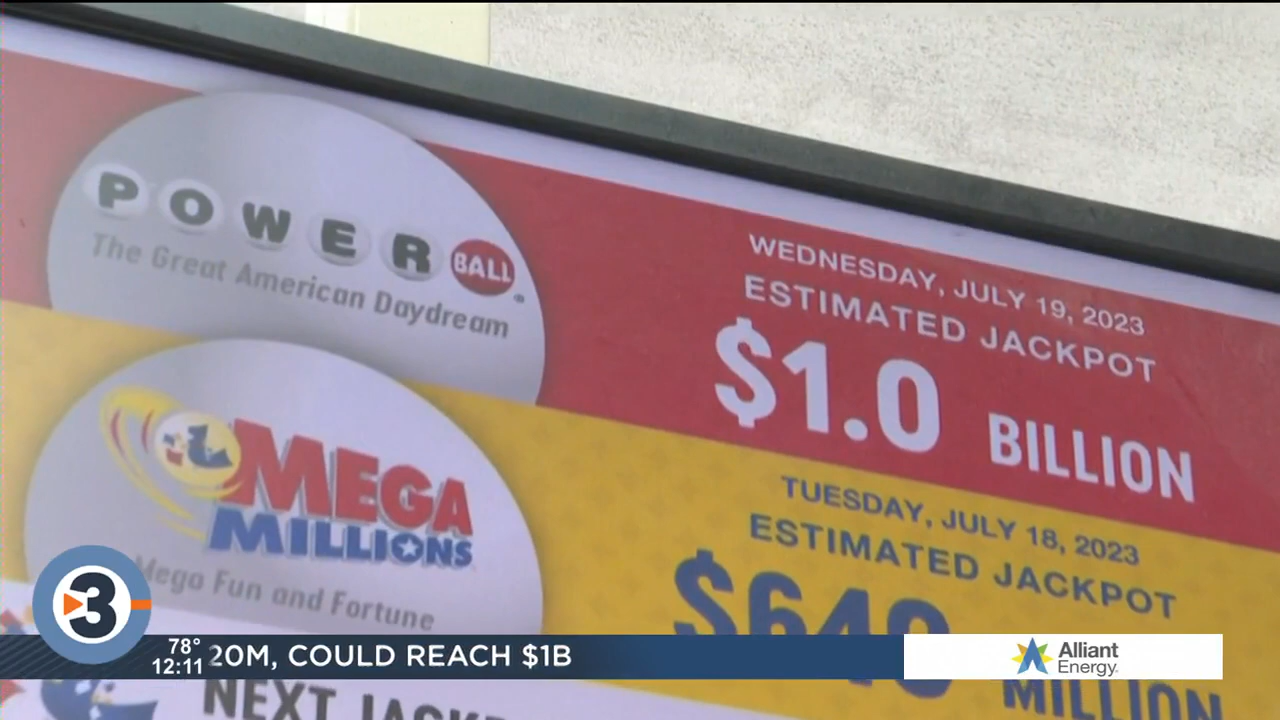 POWER BALL
The Great American Daydream
WEDNESDAY, JULY 19, 2023
ESTIMATED JACKPOT
$1.0 BILLION
MEGA
MILLIONS
Mega Fun and Fortune
TUESDAY, JULY 18, 2023
ESTIMATED JACKPOT
$640
MILLION
3
78°
12:11
20M, COULD REACH $1B
Alliant
Energy
NEXT